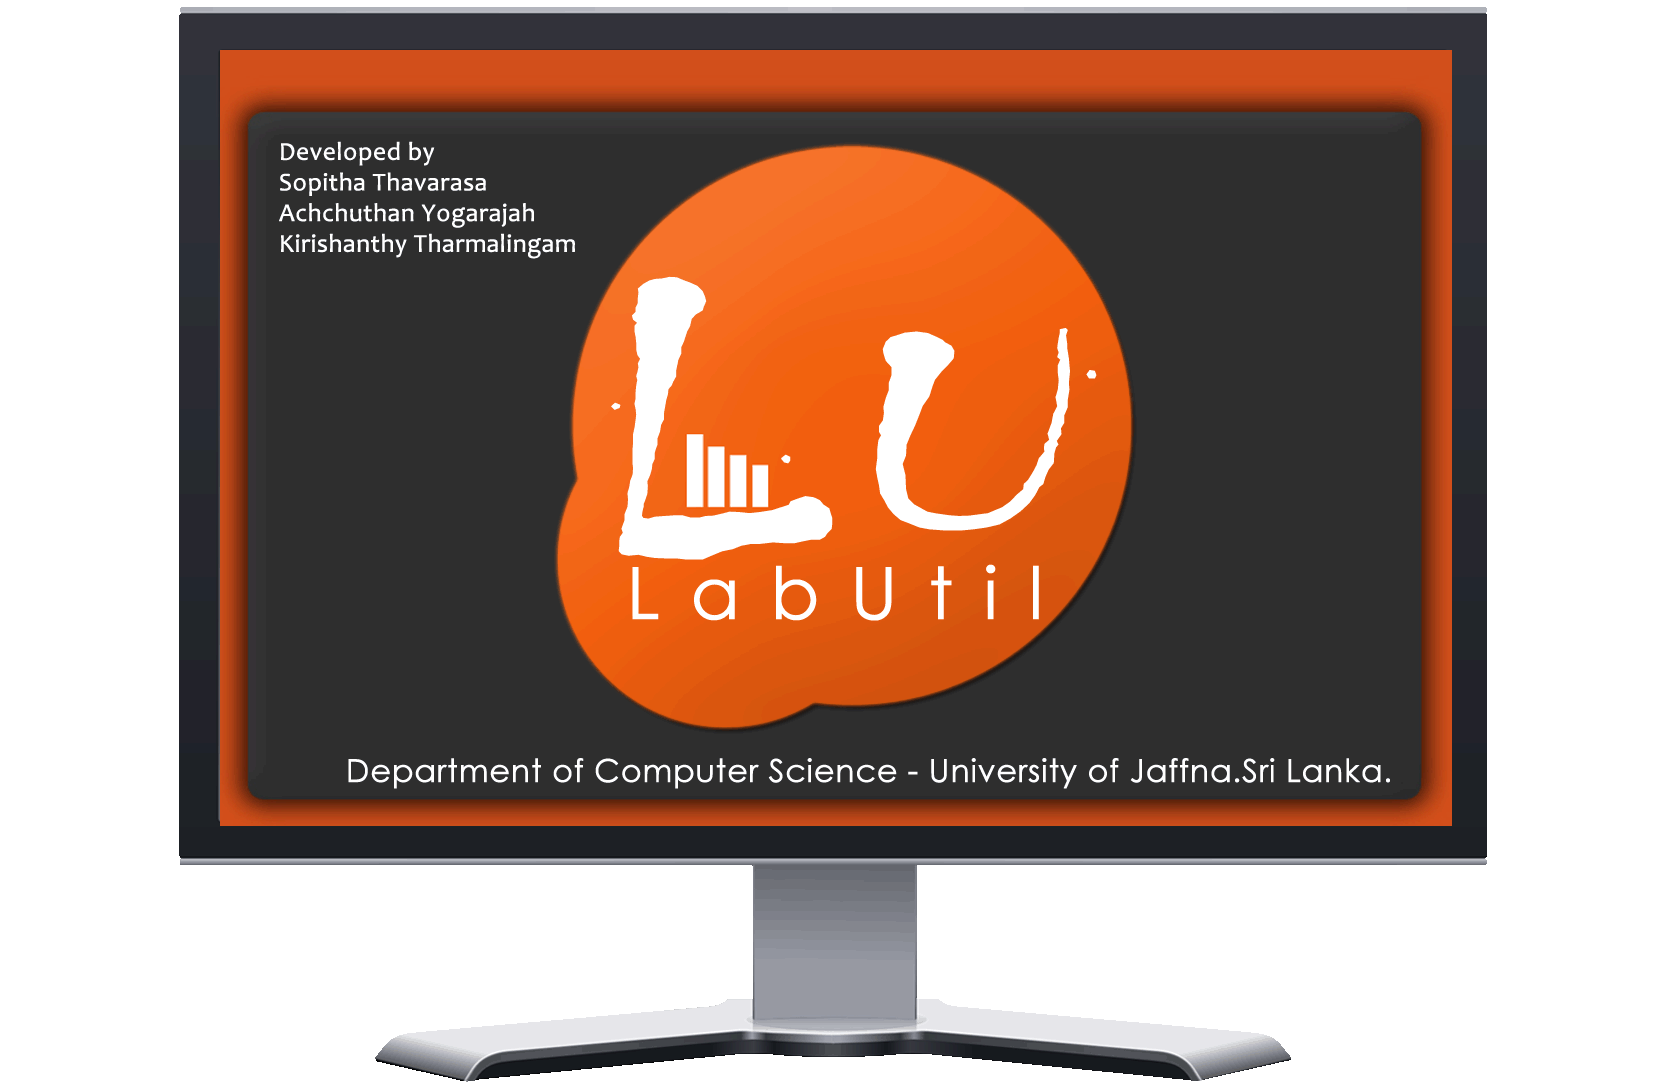 Developed by
Sopitha Thavarasa
Achchuthan Yogarajah
Kirishanthy Tharmalingam
LU
LabUtil
Department of Computer Science - University of Jaffna.Sri Lanka.